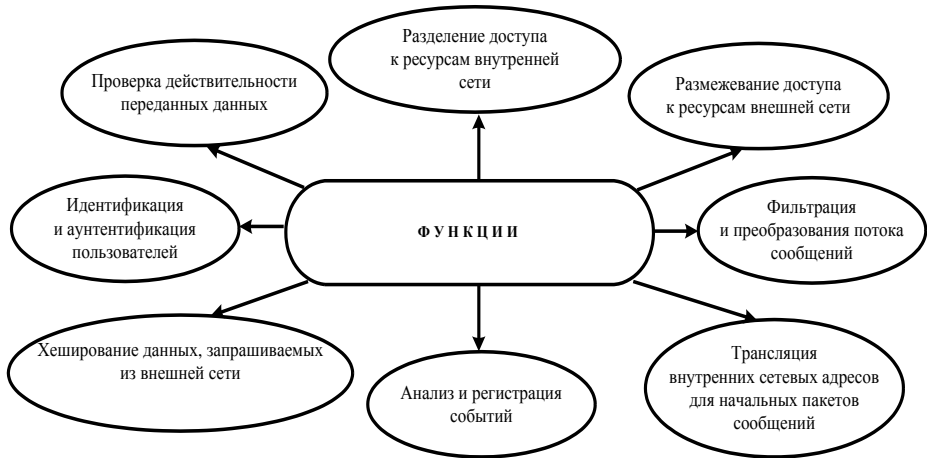 Разделение доступа
к ресурсам внутренней
сети
Проверка действительности
переданных данных
Размежевание доступа
к ресурсам внешней сети
Идентификация
и аунтентификация
пользователей
ФУНКЦИИ
Фильтрация
и преобразования потока
сообщений
Хеширование данных, запрашиваемых
из внешней сети
Анализ и регистрация
событий
Трансляция
внутренних сетевых адресов
для начальных пакетов
сообщений